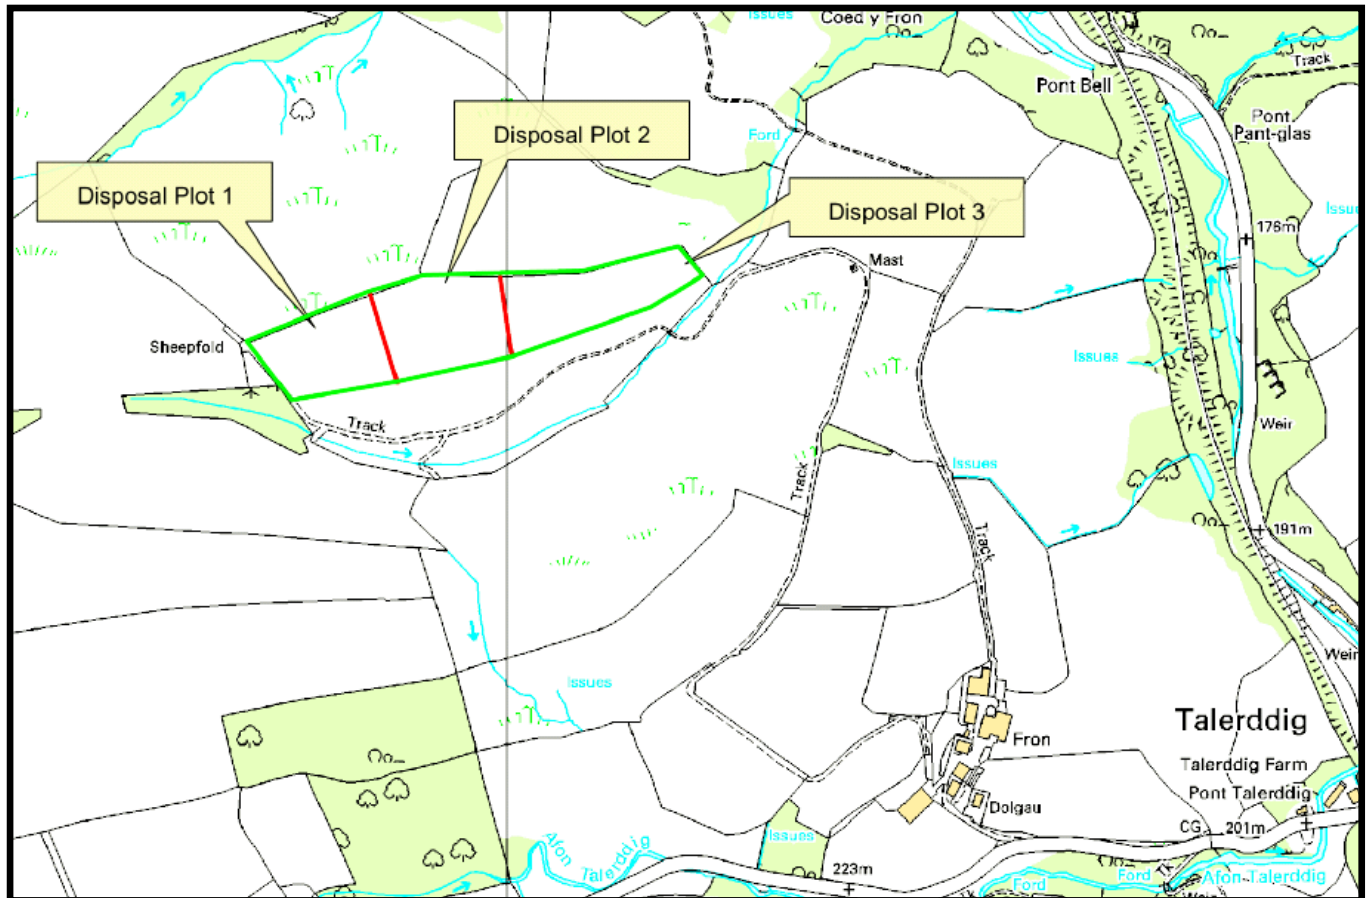 Issues
Coed y Fron
Track
Pont Bell
Pont
Pant-glas
Ford
Disposal Plot 2
Disposal Plot 1
Disposal Plot 3
176m
Mast
Sheepfold
Issues
Weir
Track
Issues
Track
Track
191m
Weir
Issues
Talerddig
Fron
Talerddig Farm
Pont Talerddig
Dolgau
CG
201m
Issues
Afon
Talerddig
223m
Ford
Ford
Afon Talerddig